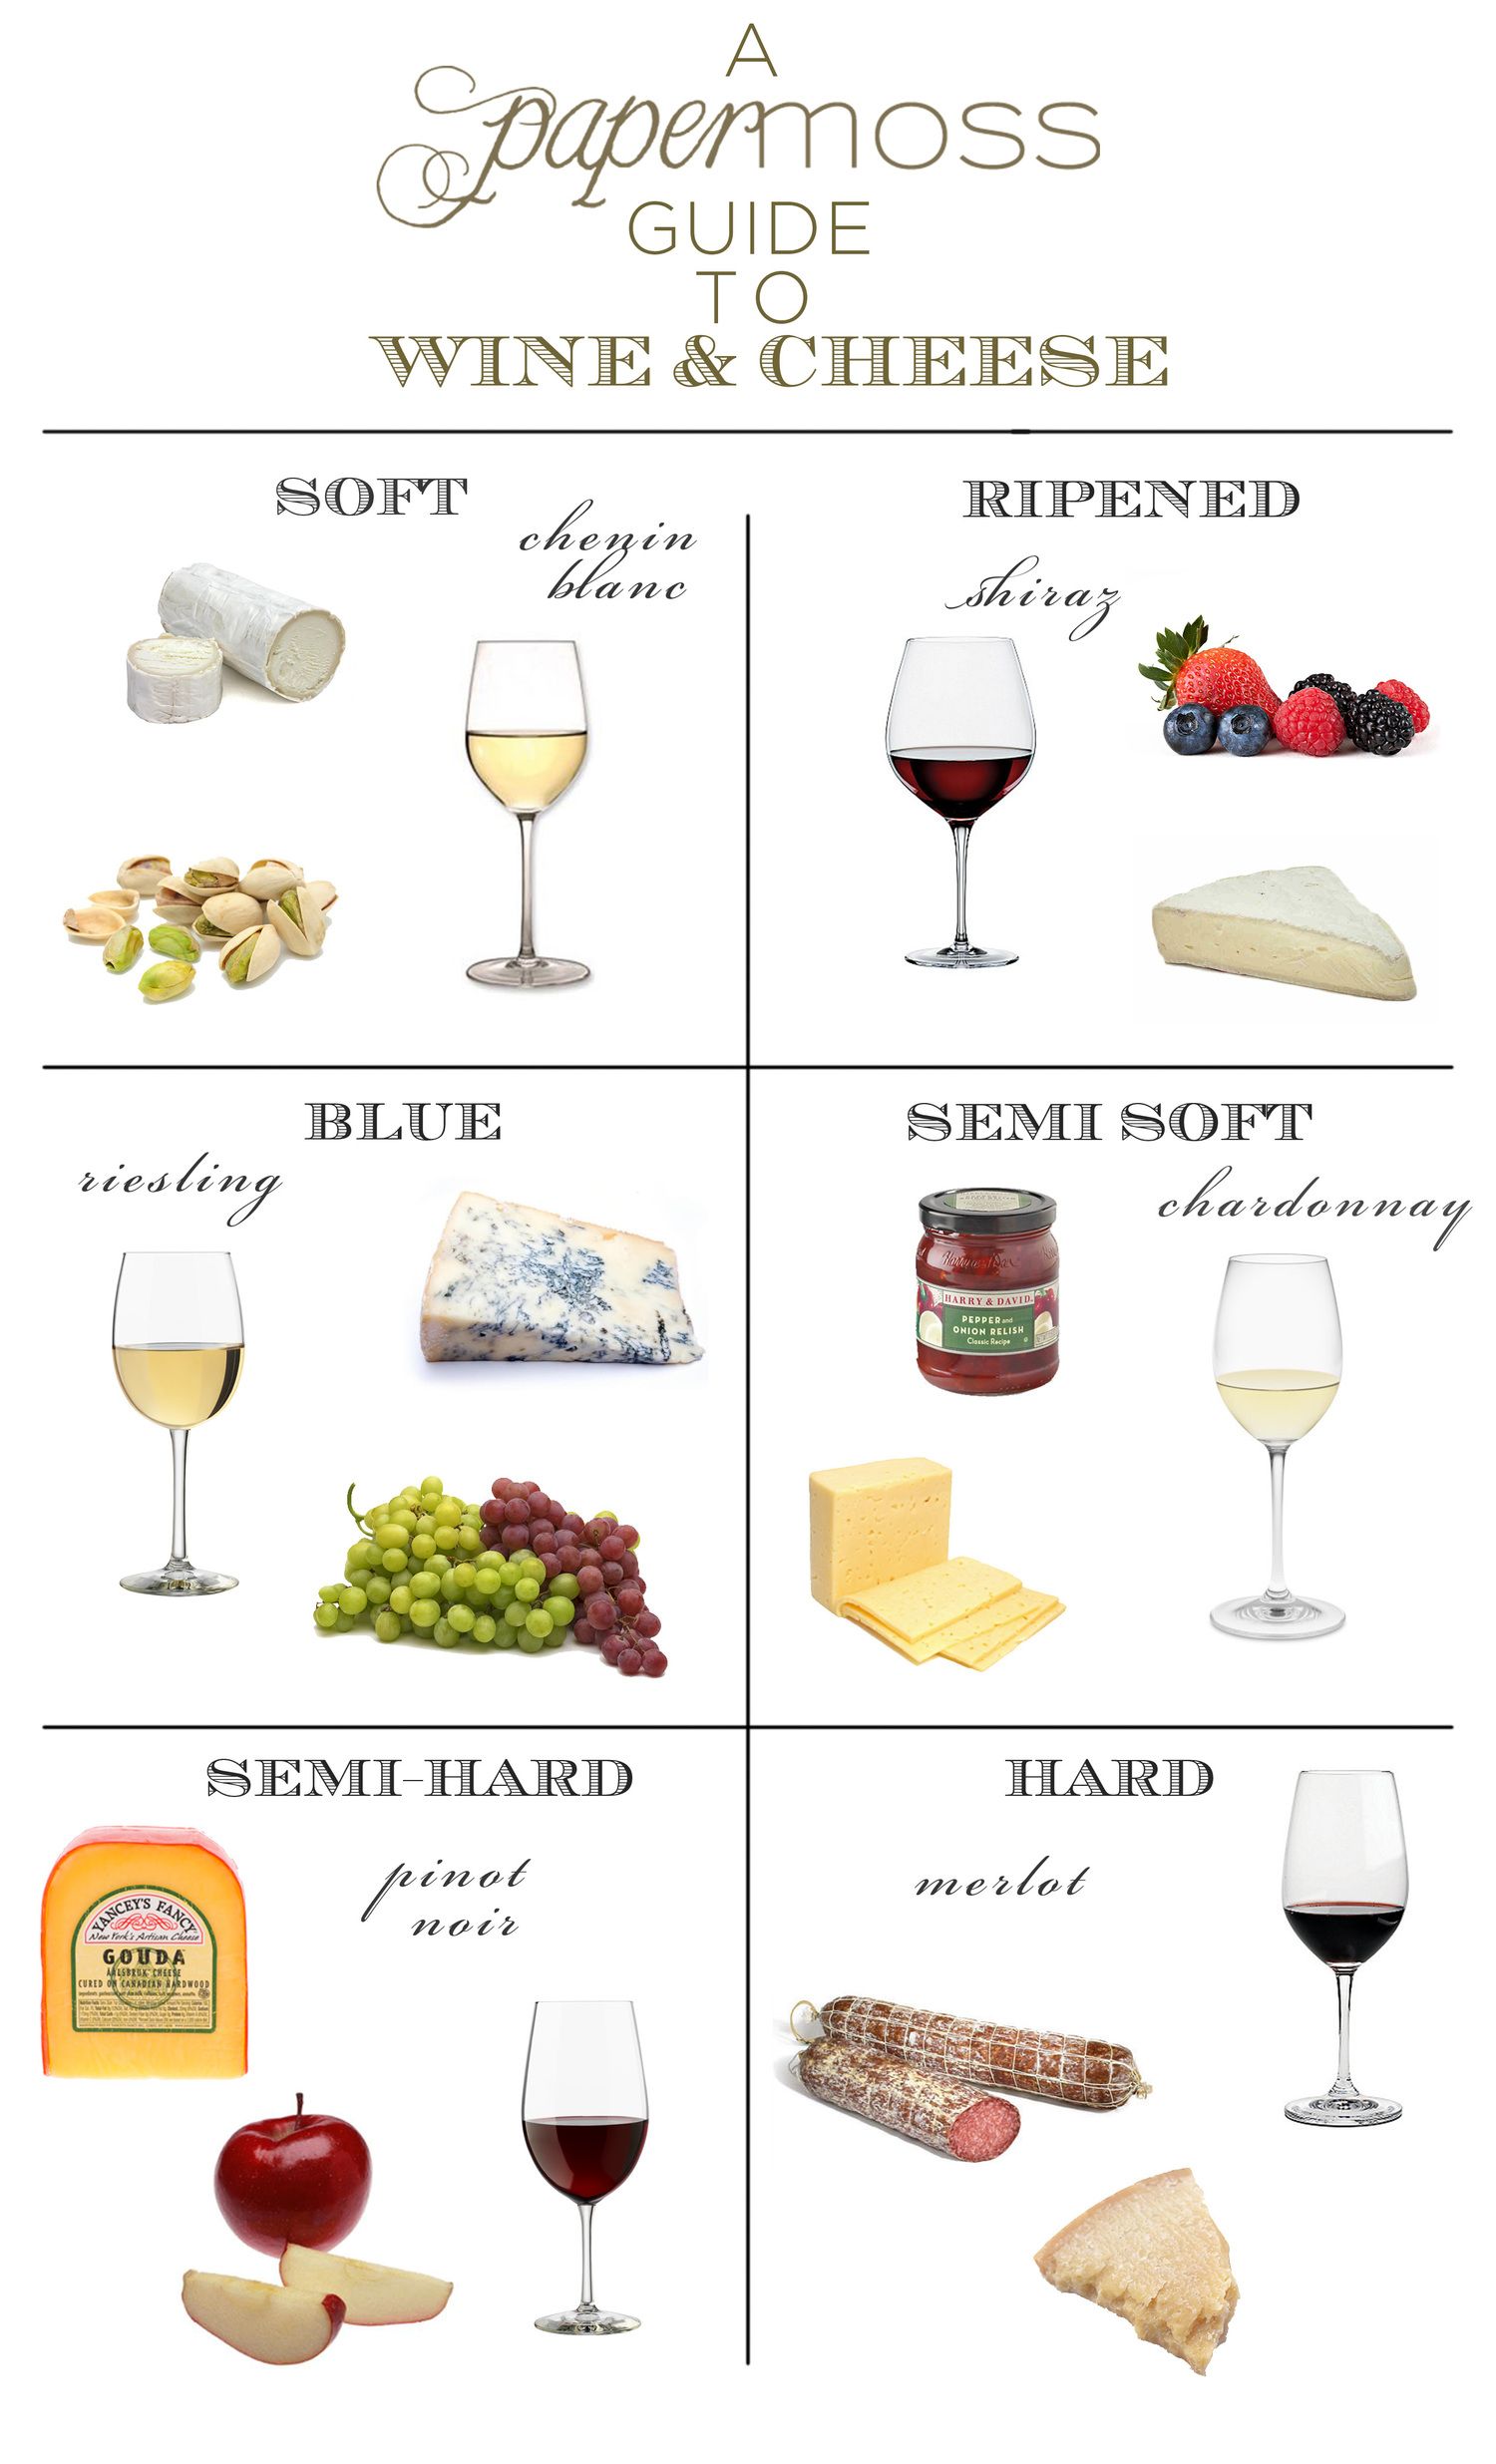 A
papermoss
GUIDE
TO
WINE & CHEESE
SOFT
chenin
blanc
RIPENED
shiraz
BLUE
riesling
SEMI SOFT
chardonnay
HARRY & DAVID
PEPPER and
ONION RELISH
Classic Recipe
SEMI-HARD
YANCEY'S FANCY
New York's Artisan Cheese
GOUDA
CURED ON CANADIAN HARDWOOD
pinot
noir
HARD
merlot